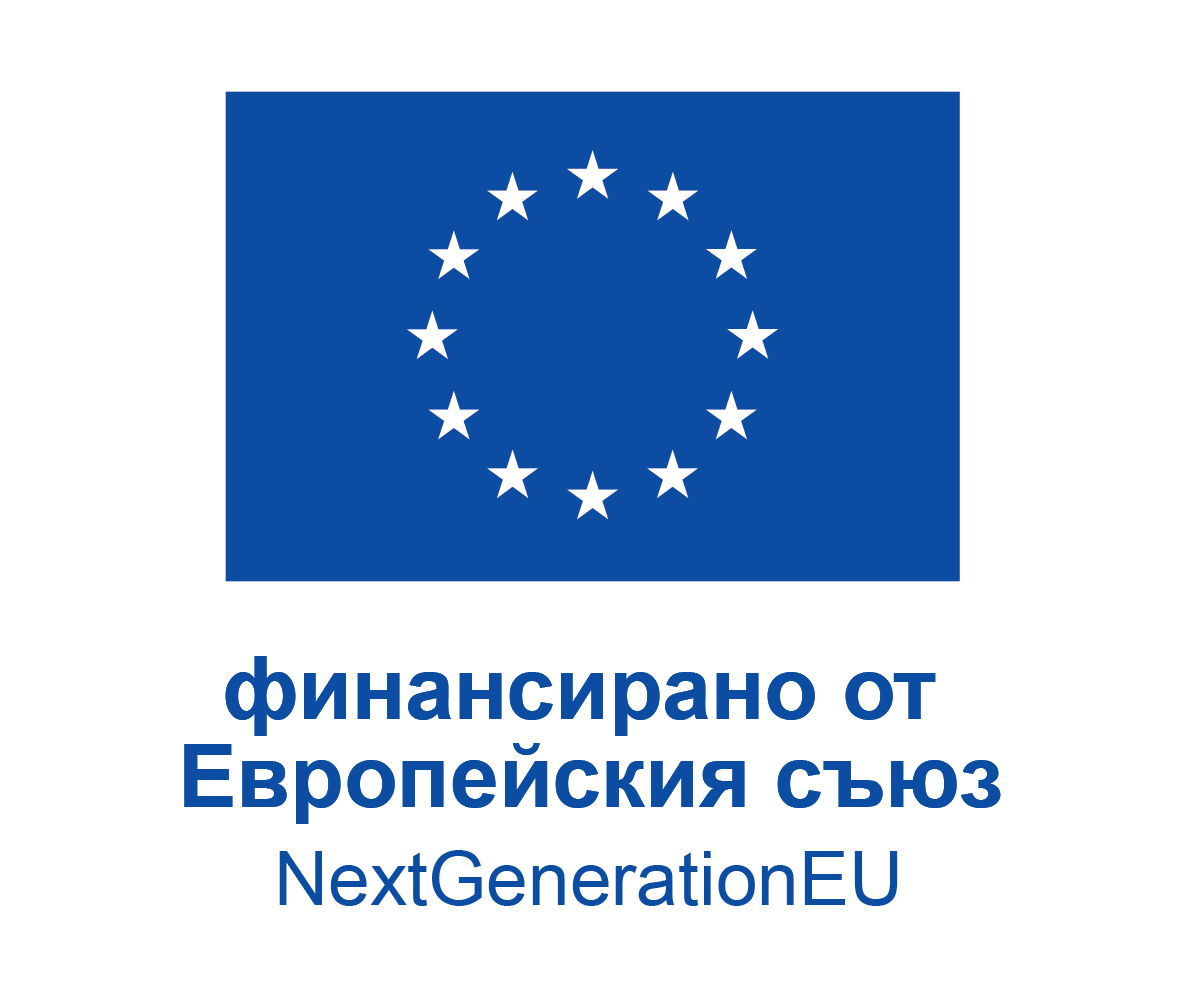 финансирано от
Европейския съюз
NextGenerationEU